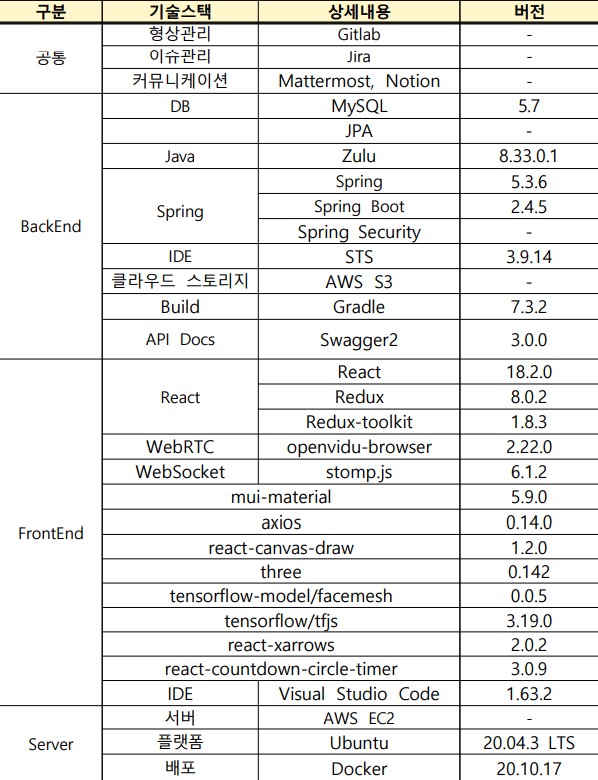 구분 기술스택 상세내용 버전
공통 형상관리 Gitlab -
이슈관리 Jira -
커뮤니케이션 Mattermost, Notion -
BackEnd DB MySQL 5.7
JPA -
Java Zulu 8.33.0.1
Spring Spring 5.3.6
Spring Boot 2.4.5
Spring Security -
IDE STS 3.9.14
클라우드 스토리지 AWS S3 -
Build Gradle 7.3.2
API Docs Swagger2 3.0.0
FrontEnd React React 18.2.0
Redux 8.0.2
Redux-toolkit 1.8.3
WebRTC openvidu-browser 2.22.0
WebSocket stomp.js 6.1.2
mui-material 5.9.0
axios 0.14.0
react-canvas-draw 1.2.0
three 0.142
tensorflow-model/facemesh 0.0.5
tensorflow/tfjs 3.19.0
react-xarrows 2.0.2
react-countdown-circle-timer 3.0.9
IDE Visual Studio Code 1.63.2
Server 서버 AWS EC2 -
플랫폼 Ubuntu 20.04.3 LTS
배포 Docker 20.10.17